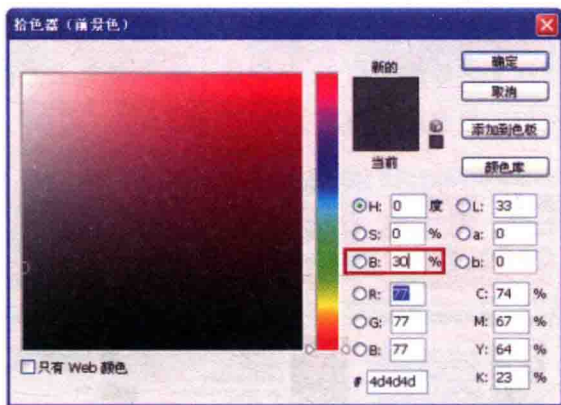 拾色器（前景色）
新的
当前
确定
取消
添加到色板
颜色库
H: 0 度
S: 0 %
B: 30 %
R: 77
G: 77
B: 77
# 4d4d4d
L: 33
a: 0
b: 0
C: 74 %
M: 67 %
Y: 64 %
K: 23 %
只有 Web 颜色